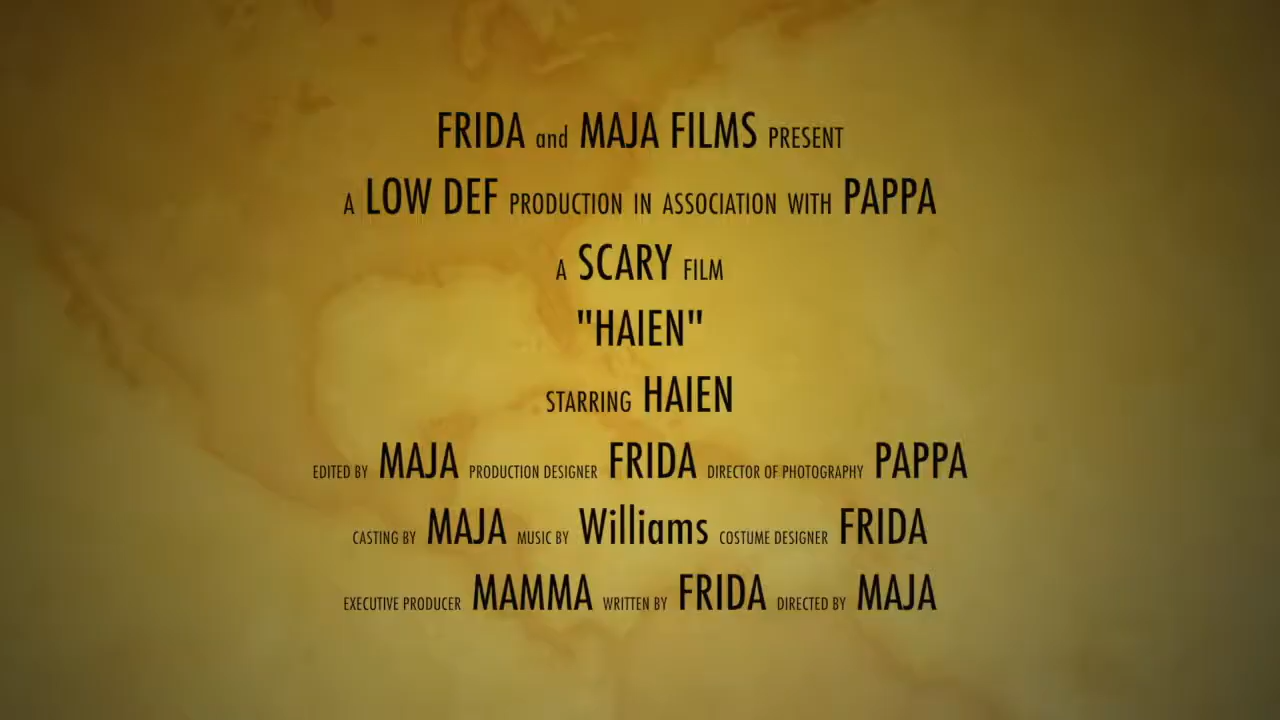 FRIDA and MAJA FILMS PRESENT
A LOW DEF PRODUCTION IN ASSOCIATION WITH PAPPA
A SCARY FILM
"HAIEN"
STARRING HAIEN
EDITED BY MAJA PRODUCTION DESIGNER FRIDA DIRECTOR OF PHOTOGRAPHY PAPPA
CASTING BY MAJA MUSIC BY Williams COSTUME DESIGNER FRIDA
EXECUTIVE PRODUCER MAMMA WRITTEN BY FRIDA DIRECTED BY MAJA